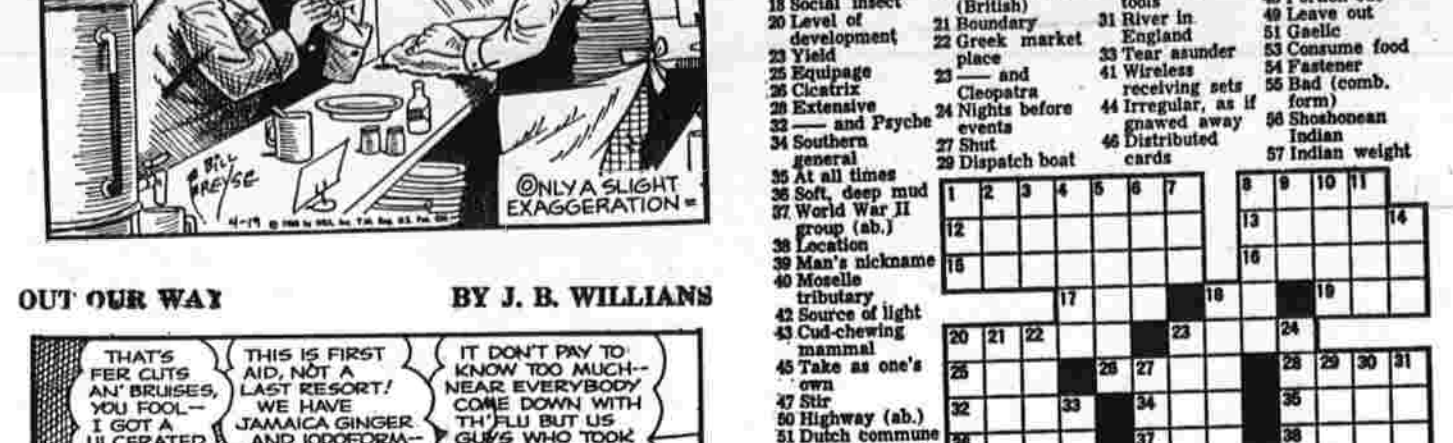 BILL
FREYSE
4-19
ONLY A SLIGHT
EXAGGERATION =
OUT OUR WAY BY J. B. WILLIANS
THAT'S
FER CUTS
AN' BRUISES,
YOU FOOL--
I GOT A
ULCERATED
THIS IS FIRST
AID, NOT A
LAST RESORT!
WE HAVE
JAMAICA GINGER
AND IODOFORM--
IT DON'T PAY TO
KNOW TOO MUCH--
NEAR EVERYBODY
COME DOWN WITH
TH' FLU BUT US
GUYS WHO TOOK
18 Social insect
20 Level of
development
23 Yield
25 Equipage
26 Cicatrix
28 Extensive
32 —— and Psyche
34 Southern
general
35 At all times
36 Soft, deep mud
37 World War II
group (ab.)
38 Location
39 Man's nickname
40 Moselle
tributary
42 Source of light
43 Cud-chewing
mammal
45 Take as one's
own
47 Stir
50 Highway (ab.)
51 Dutch commune
(British)
21 Boundary
22 Greek market
place
23 —— and
Cleopatra
24 Nights before
events
27 Shut
29 Dispatch boat
tools
31 River in
England
33 Tear asunder
41 Wireless
receiving sets
44 Irregular, as if
gnawed away
46 Distributed
cards
49 Leave out
51 Gaelic
53 Consume food
54 Fastener
55 Bad (comb.
form)
56 Shoshonean
Indian
57 Indian weight
1 2 3 4 5 6 7 8 9 10 11
12 13 14
15 16
17 18 19
20 21 22 23 24
25 26 27 28 29 30 31
32 33 34 35
36 37 38